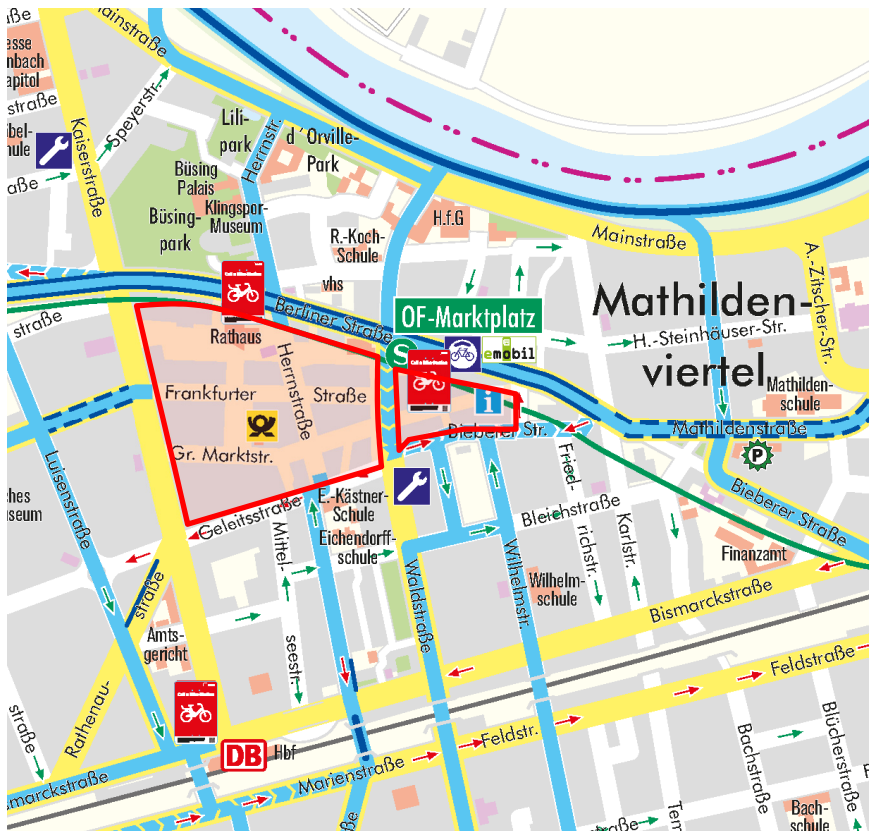 Mainstraße
esse
nbach
apitol
straße
Speyerstr.
Kaiserstraße
Lili-
park
Herrnstr.
d'Orville-
Park
Büsing
Palais
Klingspor-
Museum
Büsing-
park
R.-Koch-
Schule
H.f.G
Mainstraße
A.-Zitscher-Str.
vhs
Berliner Straße
OF-Marktplatz
S
emobil
Mathilden-
viertel
H.-Steinhäuser-Str.
Mathilden-
schule
Mathildenstraße
P
straße
Rathaus
Herrnstraße
Frankfurter Straße
Gr. Marktstr.
i
Bieberer Str.
Bieberer Straße
Luisenstraße
ches
useum
Geleitsstraße
E.-Kästner-
Schule
Eichendorff-
schule
Mittel-
seestr.
Waldstraße
Wilhelmstr.
Bleichstraße
Fried-
richstr.
Karlstr.
Wilhelm-
schule
Finanzamt
Bismarckstraße
Feldstraße
Feldstr.
Amts-
gericht
Rathenau-
straße
straße
smarckstraße
DB Hbf
Marienstraße
Bachstraße
Blücherstraße
Bach-
schule